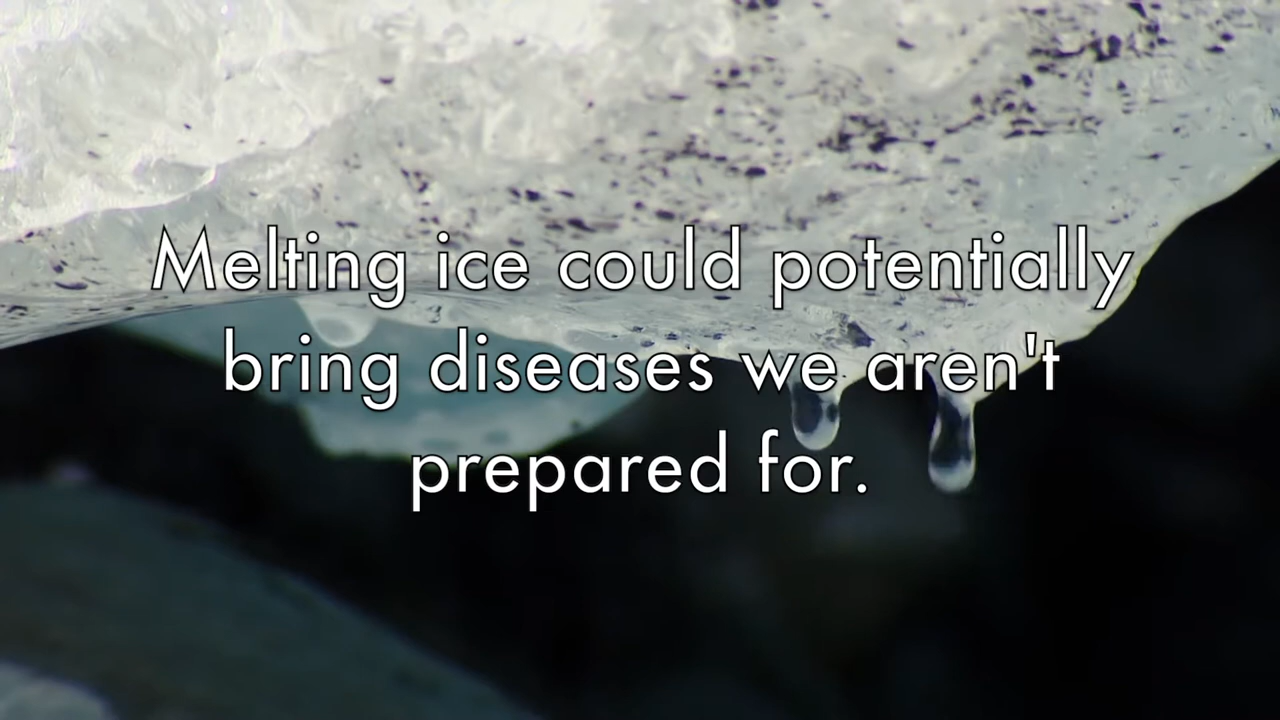 Melting ice could potentially
bring diseases we aren't
prepared for.